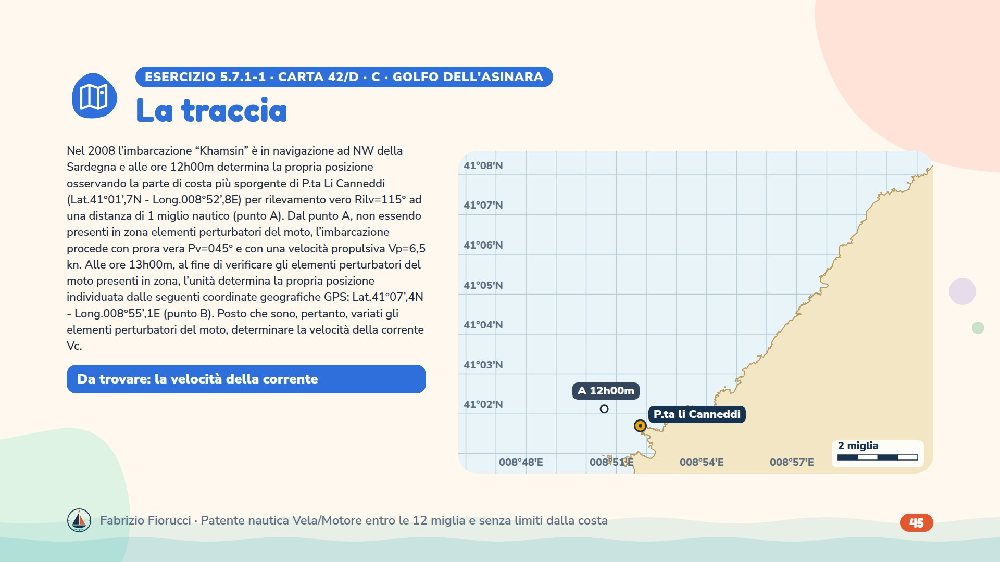 ESERCIZIO 5.7.1-1 · CARTA 42/D · C · GOLFO DELL'ASINARA
La traccia
Nel 2008 l’imbarcazione “Khamsin” è in navigazione ad NW della
Sardegna e alle ore 12h00m determina la propria posizione
osservando la parte di costa più sporgente di P.ta Li Canneddi
(Lat.41°01’,7N - Long.008°52’,8E) per rilevamento vero Rilv=115° ad
una distanza di 1 miglio nautico (punto A). Dal punto A, non essendo
presenti in zona elementi perturbatori del moto, l’imbarcazione
procede con prora vera Pv=045° e con una velocità propulsiva Vp=6,5
kn. Alle ore 13h00m, al fine di verificare gli elementi perturbatori del
moto presenti in zona, l’unità determina la propria posizione
individuata dalle seguenti coordinate geografiche GPS: Lat.41°07’,4N
- Long.008°55’,1E (punto B). Posto che sono, pertanto, variati gli
elementi perturbatori del moto, determinare la velocità della corrente
Vc.
Da trovare: la velocità della corrente
41°08'N
41°07'N
41°06'N
41°05'N
41°04'N
41°03'N
A 12h00m
41°02'N
P.ta li Canneddi
2 miglia
008°48'E
008°51'E
008°54'E
008°57'E
Fabrizio Fiorucci · Patente nautica Vela/Motore entro le 12 miglia e senza limiti dalla costa
45